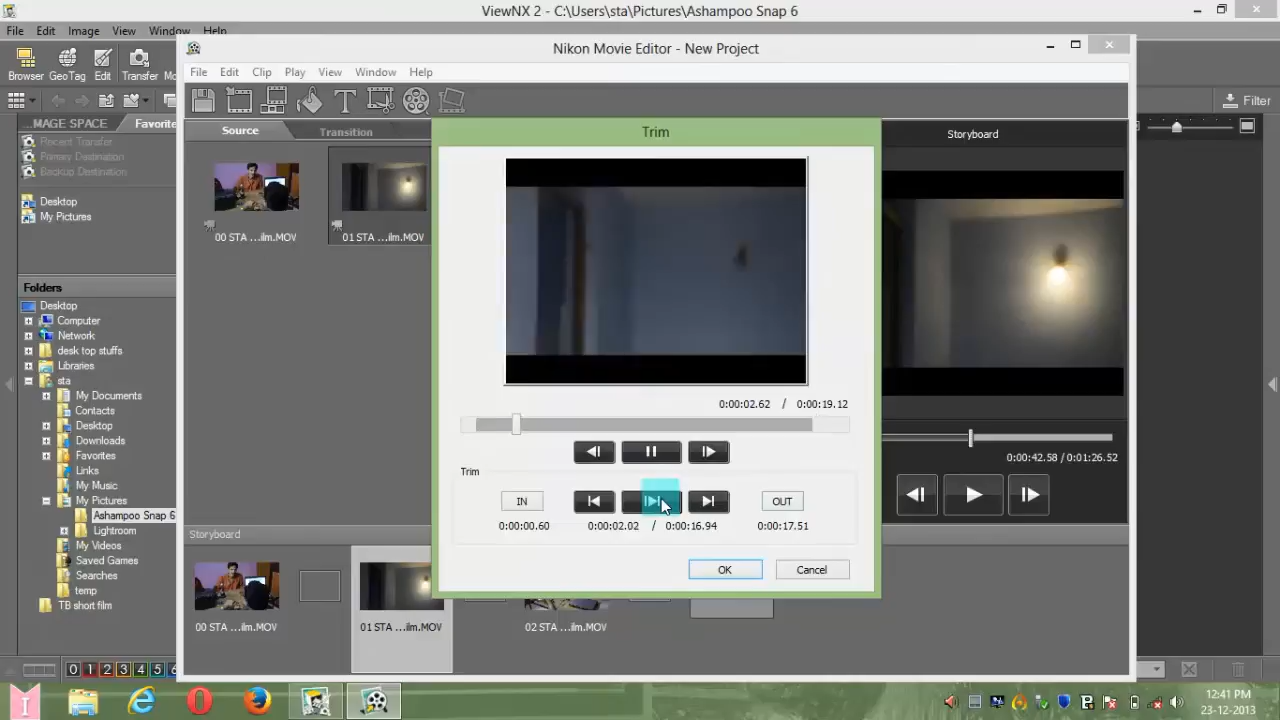 ViewNX 2 - C:\Users\sta\Pictures\Ashampoo Snap 6
File Edit Image View Window Help
Browser GeoTag Edit Transfer
Filter
Nikon Movie Editor - New Project
File Edit Clip Play View Window Help
Source Transition
Storyboard
IMAGE SPACE Favorite
Recent Transfer
Primary Destination
Backup Destination
Desktop
My Pictures
Folders
Desktop
Computer
Network
desk top stuffs
Libraries
sta
My Documents
Contacts
Desktop
Downloads
Favorites
Links
My Music
My Pictures
Ashampoo Snap 6
Lightroom
My Videos
Saved Games
Searches
temp
TB short film
0 1 2 3 4 5 6
00 STA ...ilm.MOV
01 STA ...ilm.MOV
Trim
0:00:02.62 / 0:00:19.12
Trim
IN OUT
0:00:00.60 0:00:02.02 / 0:00:16.94 0:00:17.51
OK Cancel
0:00:42.58 / 0:01:26.52
Storyboard
00 STA ...ilm.MOV
01 STA ...ilm.MOV
02 STA ...ilm.MOV
12:41 PM
23-12-2013